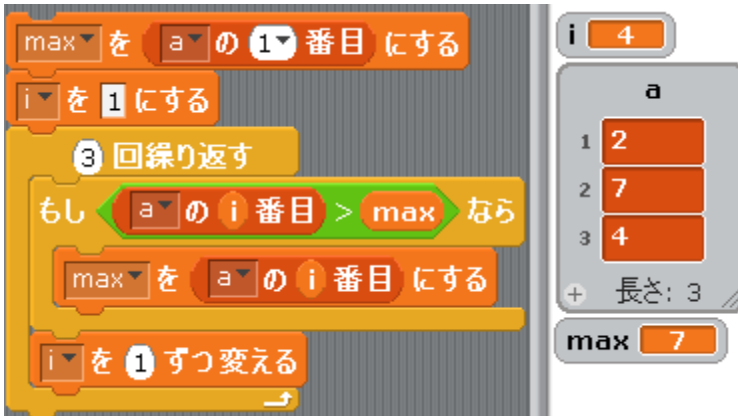 max を a の 1 番目 にする
i を 1 にする
3 回繰り返す
もし a の i 番目 > max なら
max を a の i 番目 にする
i を 1 ずつ変える
i 4
a
1 2
2 7
3 4
+ 長さ: 3
max 7